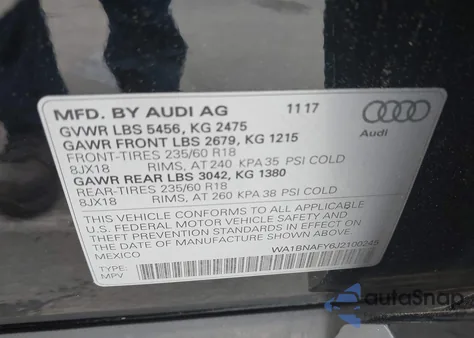 MFD. BY AUDI AG 1117
GVWR LBS 5456, KG 2475
GAWR FRONT LBS 2679, KG 1215
FRONT-TIRES 235/60 R18
8JX18 RIMS, AT 240 KPA 35 PSI COLD
GAWR REAR LBS 3042, KG 1380
REAR-TIRES 235/60 R18
8JX18 RIMS, AT 260 KPA 38 PSI COLD
Audi
THIS VEHICLE CONFORMS TO ALL APPLICABLE
U.S. FEDERAL MOTOR VEHICLE SAFETY AND
THEFT PREVENTION STANDARDS IN EFFECT ON
THE DATE OF MANUFACTURE SHOWN ABOVE.
MEXICO WA1BNAFY6J2100245
TYPE:
MPV
autaSnap